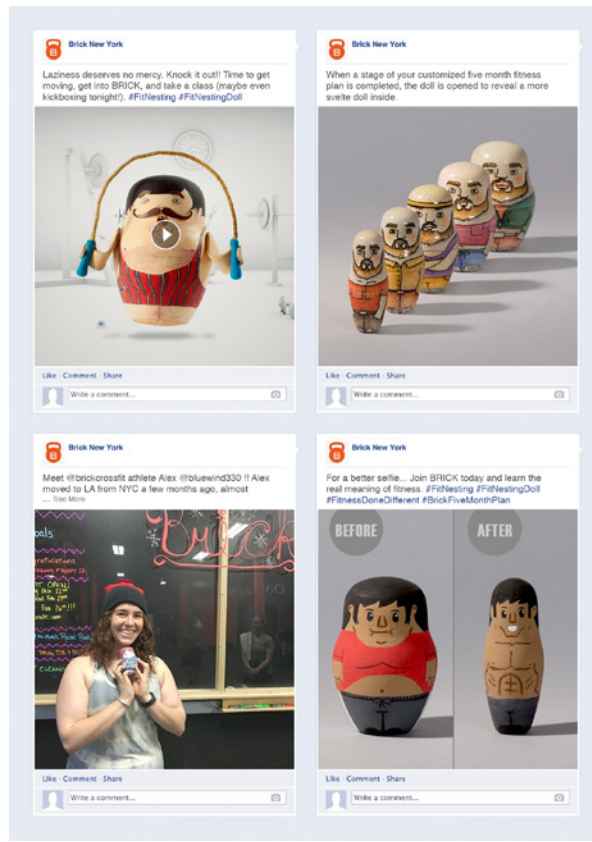 Brick New York
Laziness deserves no mercy. Knock it out!! Time to get
moving, get into BRICK, and take a class (maybe even
kickboxing tonight!). #FitNesting #FitNestingDoll
Like · Comment · Share
Write a comment...
Brick New York
When a stage of your customized five month fitness
plan is completed, the doll is opened to reveal a more
svelte doll inside.
Like · Comment · Share
Write a comment...
Brick New York
Meet @brickcrossfit athlete Alex @bluewind330 !! Alex
moved to LA from NYC a few months ago, almost
... See More
Brick
oals
Like · Comment · Share
Write a comment...
Brick New York
For a better selfie... Join BRICK today and learn the
real meaning of fitness. #FitNesting #FitNestingDoll
#FitnessDoneDifferent #BrickFiveMonthPlan
BEFORE
AFTER
Like · Comment · Share
Write a comment...